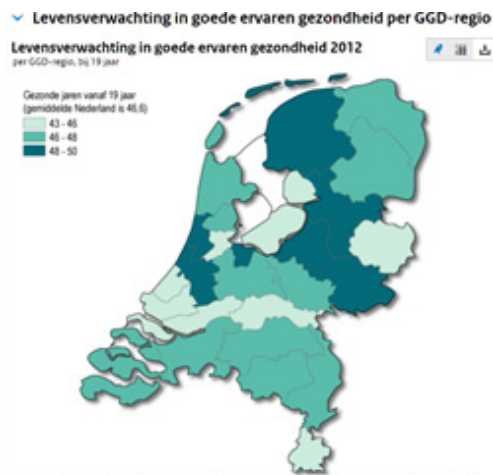 Levensverwachting in goede ervaren gezondheid per GGD-regio
Levensverwachting in goede ervaren gezondheid 2012
per GGD-regio, bij 19 jaar
Gezonde jaren vanaf 19 jaar
(gemiddelde Nederland is 46,6)
43 - 46
46 - 48
48 - 50